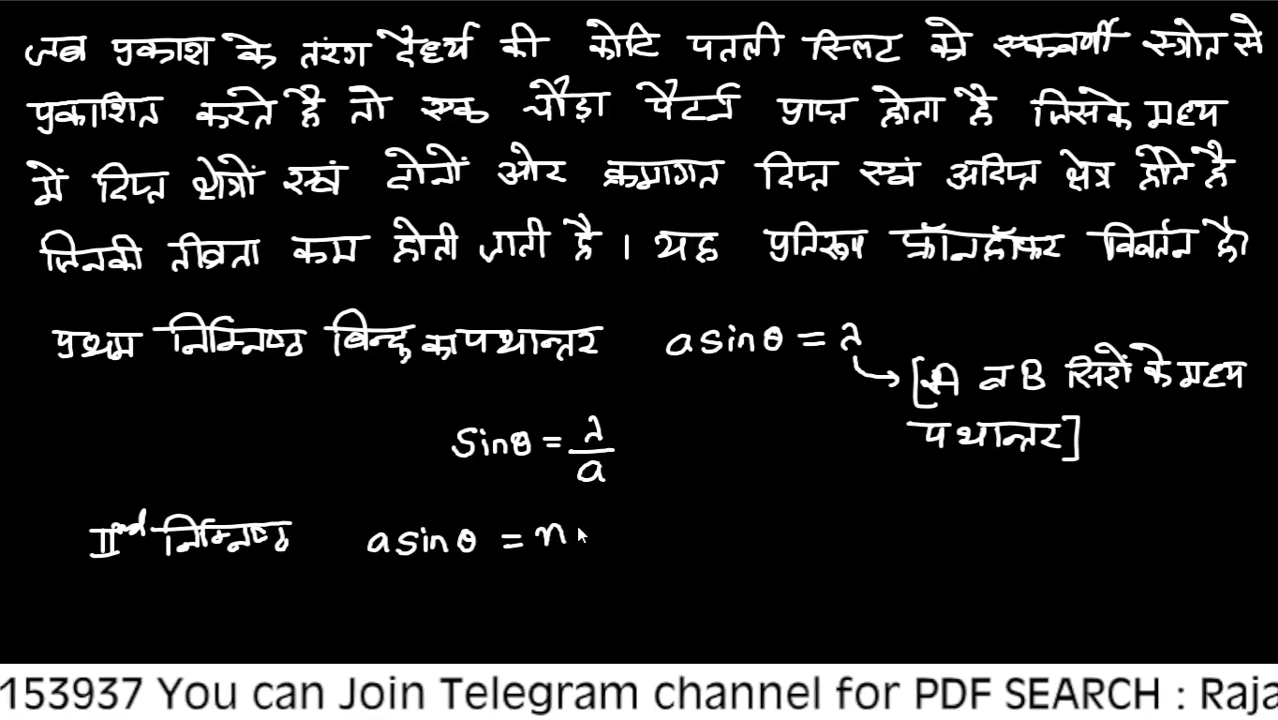 जब प्रकाश के तरंग दैर्ध्य की कोटि पतली स्लिट को एकवर्णी स्त्रोत से
प्रकाशित करते है तो एक चौड़ा पैटर्न प्राप्त होता है जिसके मध्य
में दिप्त क्षेत्रों एवं दोनों ओर क्रमागत दिप्त एवं अदिप्त क्षेत्र होते है
जिनकी तीव्रता कम होती जाती है । यह प्रतिरूप फ्रॉनहॉफर विवर्तन है।
प्रथम निम्निष्ठ बिन्दु का पथान्तर a sinθ = λ
[A व B सिरों के मध्य
पथान्तर]
Sinθ = λ/a
IInd निम्निष्ठ a sinθ = n
153937 You can Join Telegram channel for PDF SEARCH : Raja